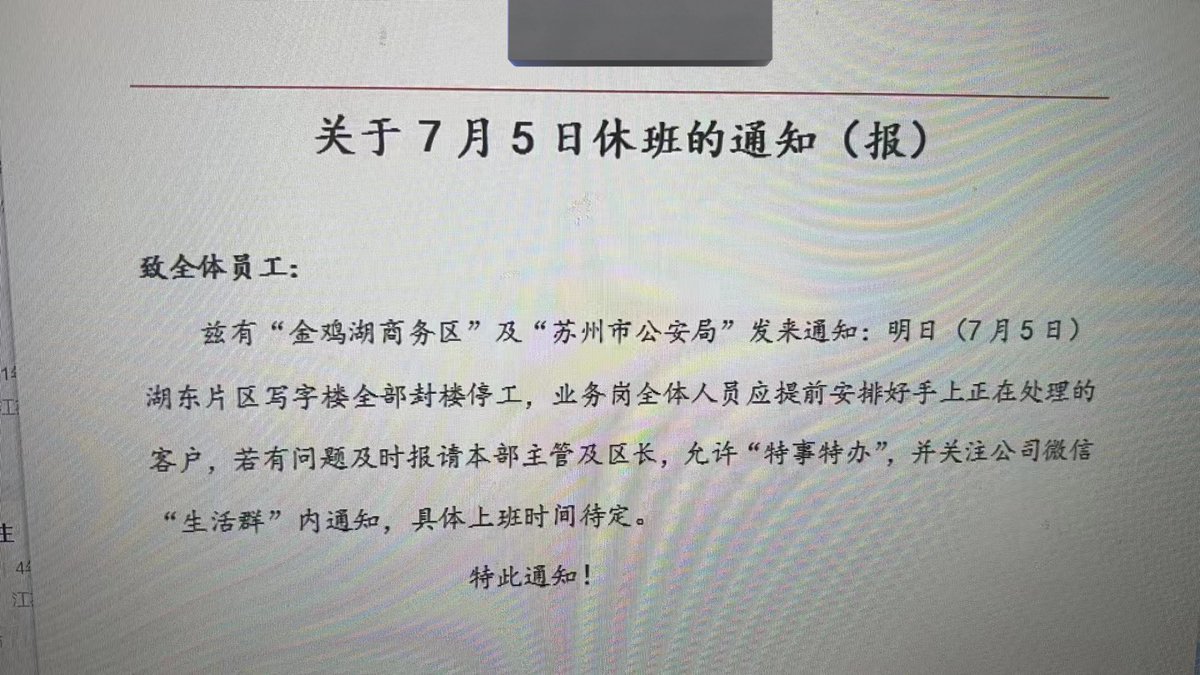 关于7月5日休班的通知（报）
致全体员工：
兹有“金鸡湖商务区”及“苏州市公安局”发来通知：明日（7月5日）
湖东片区写字楼全部封楼停工，业务岗全体人员应提前安排好手上正在处理的
客户，若有问题及时报请本部主管及区长，允许“特事特办”，并关注公司微信
“生活群”内通知，具体上班时间待定。
特此通知！